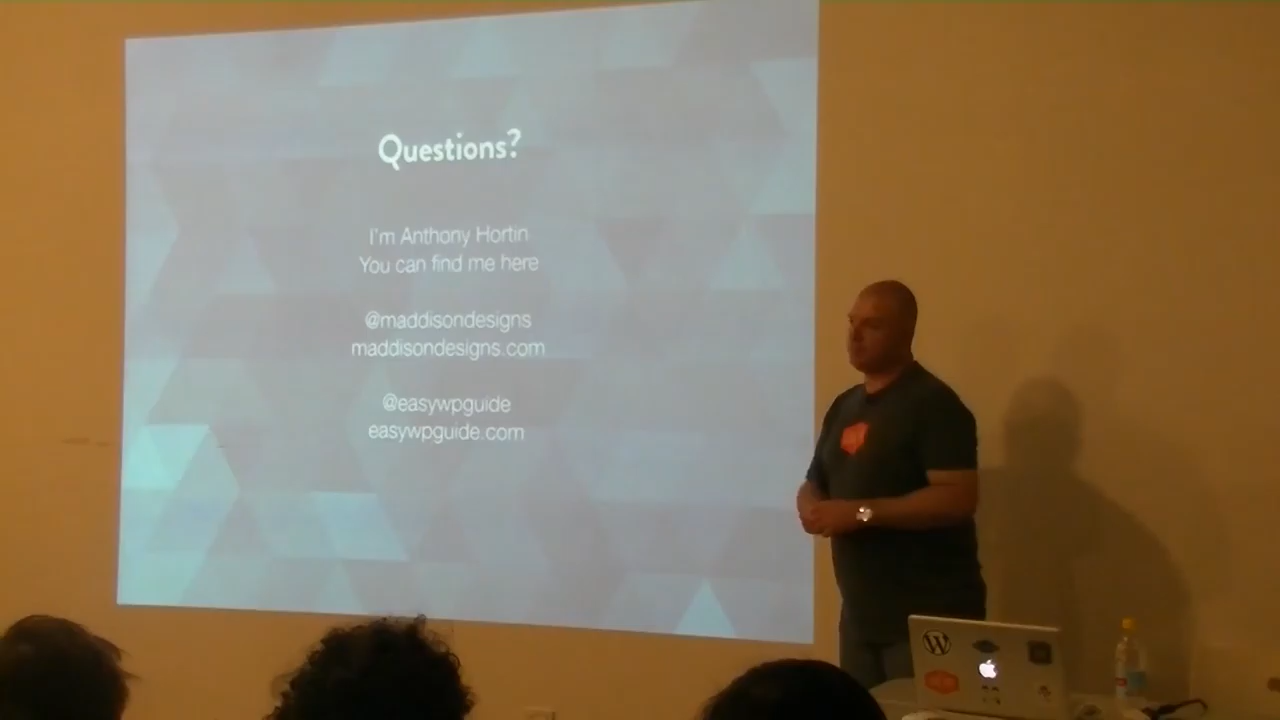 Questions?
I'm Anthony Hortin
You can find me here
@maddisondesigns
maddisondesigns.com
@easywpguide
easywpguide.com